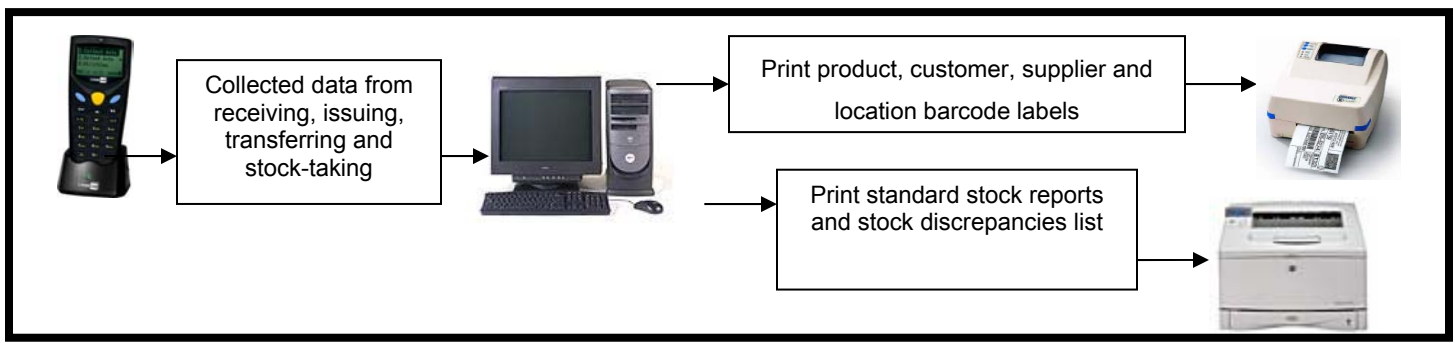 Collected data from
receiving, issuing,
transferring and
stock-taking
Print product, customer, supplier and
location barcode labels
Print standard stock reports
and stock discrepancies list